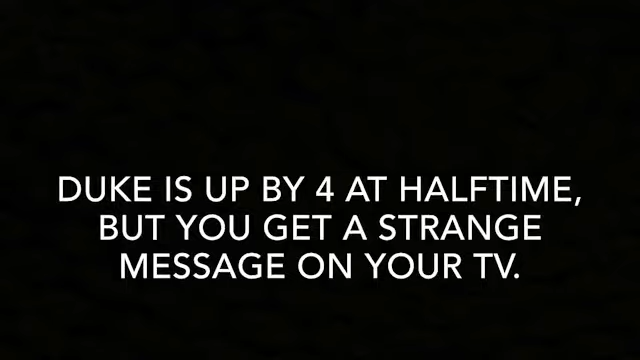 DUKE IS UP BY 4 AT HALFTIME,
BUT YOU GET A STRANGE
MESSAGE ON YOUR TV.